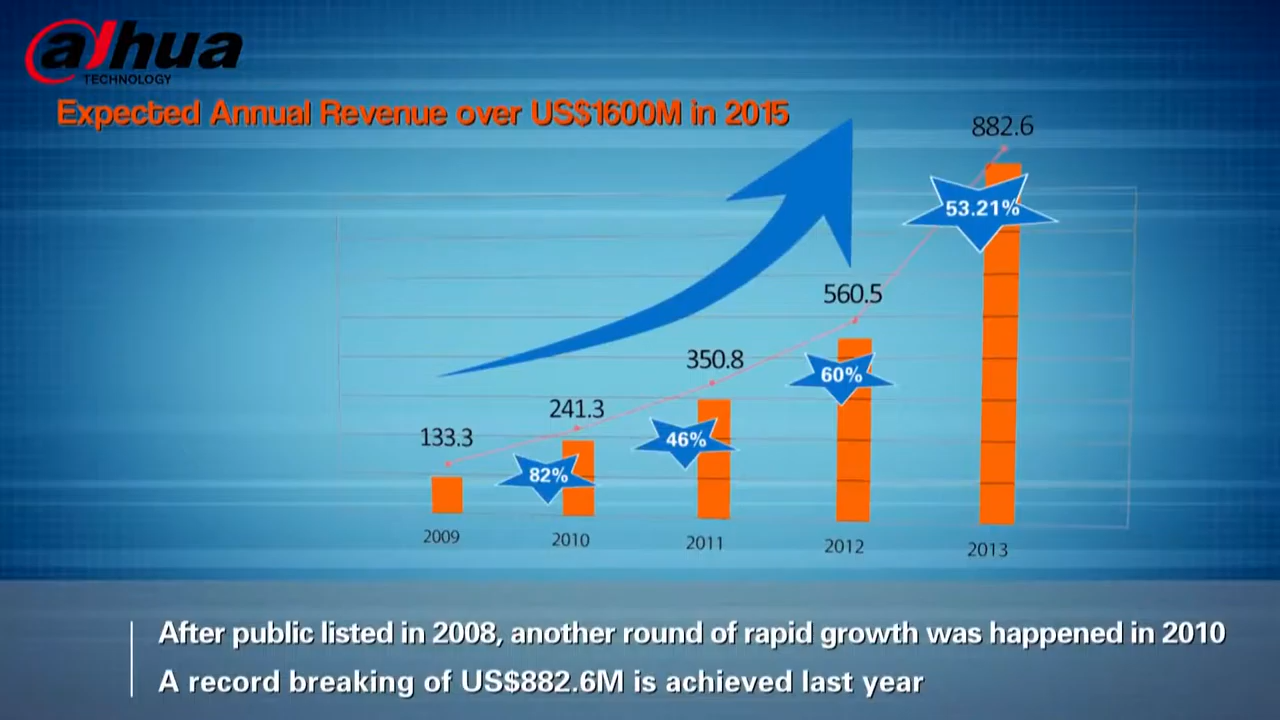 alhua
TECHNOLOGY
Expected Annual Revenue over US$1600M in 2015
882.6
53.21%
560.5
350.8
60%
241.3
133.3
46%
82%
2009
2010
2011
2012
2013
After public listed in 2008, another round of rapid growth was happened in 2010
A record breaking of US$882.6M is achieved last year